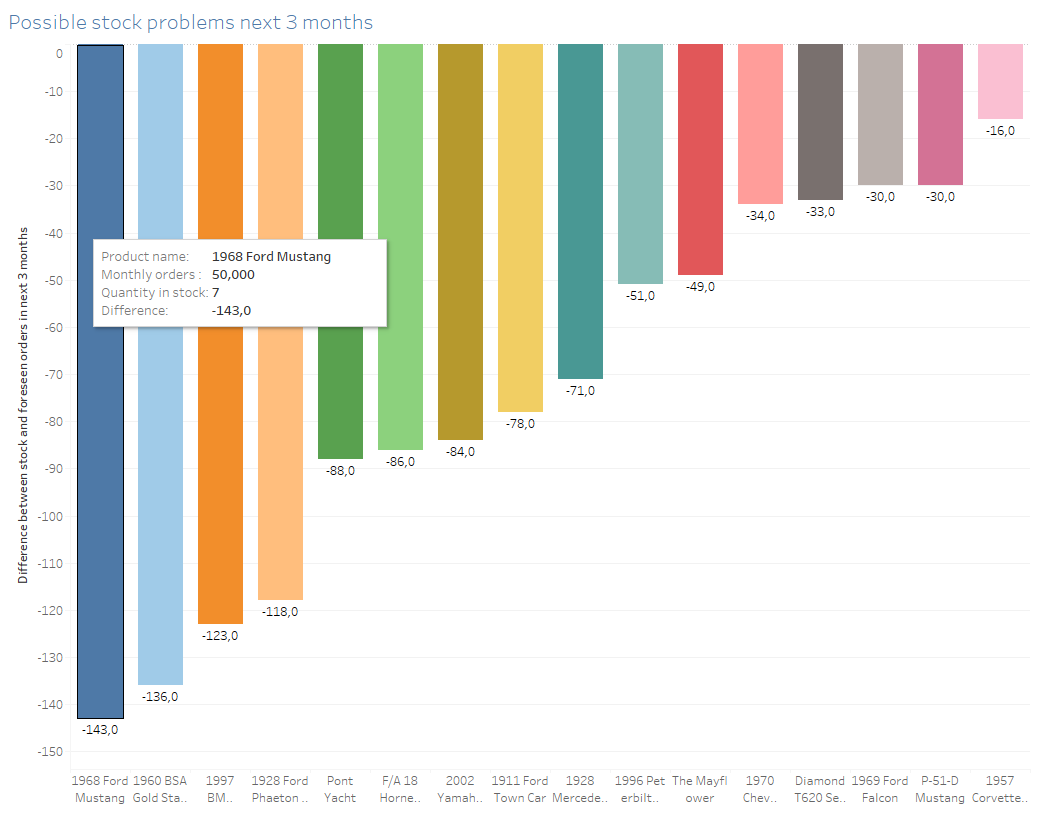 Possible stock problems next 3 months
Difference between stock and foreseen orders in next 3 months
0
-10
-20
-30
-40
-50
-60
-70
-80
-90
-100
-110
-120
-130
-140
-150
-143,0
-136,0
-123,0
-118,0
-88,0
-86,0
-84,0
-78,0
-71,0
-51,0
-49,0
-34,0
-33,0
-30,0
-30,0
-16,0
Product name: 1968 Ford Mustang
Monthly orders : 50,000
Quantity in stock: 7
Difference: -143,0
1968 Ford
Mustang
1960 BSA
Gold Sta..
1997
BM..
1928 Ford
Phaeton ..
Pont
Yacht
F/A 18
Horne..
2002
Yamah..
1911 Ford
Town Car
1928
Mercede..
1996 Pet
erbilt..
The Mayfl
ower
1970
Chev..
Diamond
T620 Se..
1969 Ford
Falcon
P-51-D
Mustang
1957
Corvette..